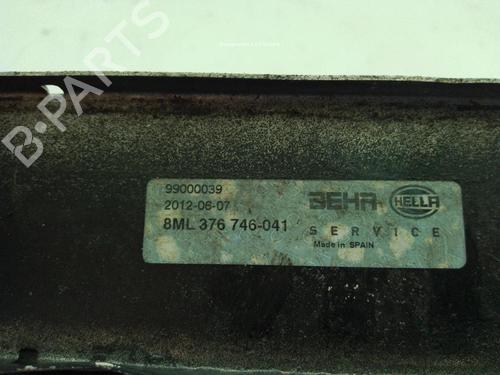 B-PARTS
99000039
2012-06-07
8ML 376 746-041
BEHR HELLA
SERVICE
Made in SPAIN